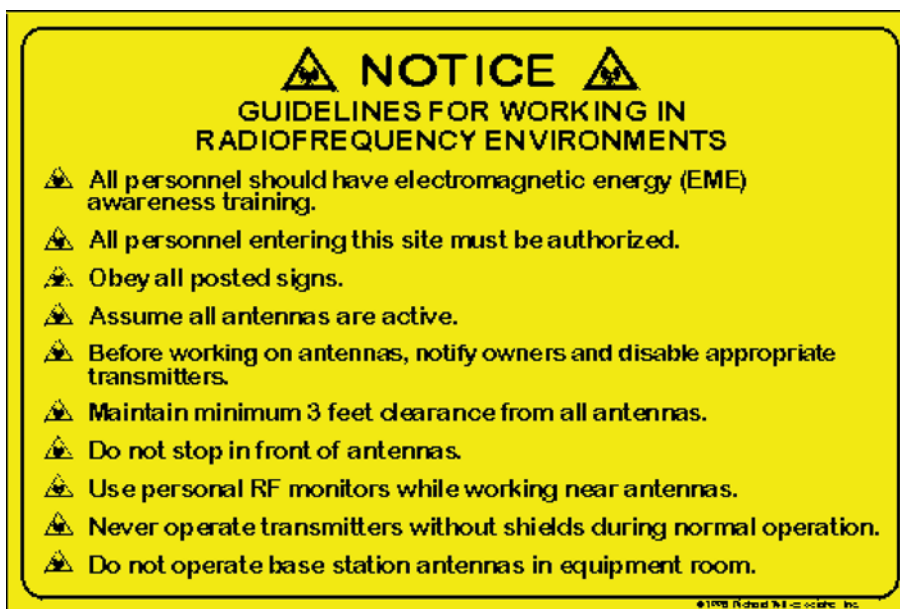 NOTICE
GUIDELINES FOR WORKING IN
RADIOFREQUENCY ENVIRONMENTS
All personnel should have electromagnetic energy (EME)
awareness training.
All personnel entering this site must be authorized.
Obey all posted signs.
Assume all antennas are active.
Before working on antennas, notify owners and disable appropriate
transmitters.
Maintain minimum 3 feet clearance from all antennas.
Do not stop in front of antennas.
Use personal RF monitors while working near antennas.
Never operate transmitters without shields during normal operation.
Do not operate base station antennas in equipment room.
Richard Inc.